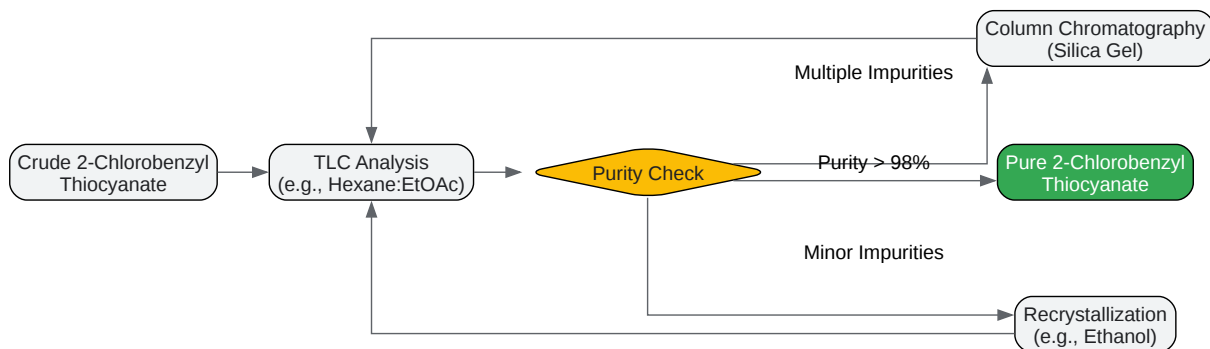 Column Chromatography
(Silica Gel)
Multiple Impurities
Crude 2-Chlorobenzyl
Thiocyanate
TLC Analysis
(e.g., Hexane:EtOAc)
Purity Check
Purity > 98%
Pure 2-Chlorobenzyl
Thiocyanate
Minor Impurities
Recrystallization
(e.g., Ethanol)